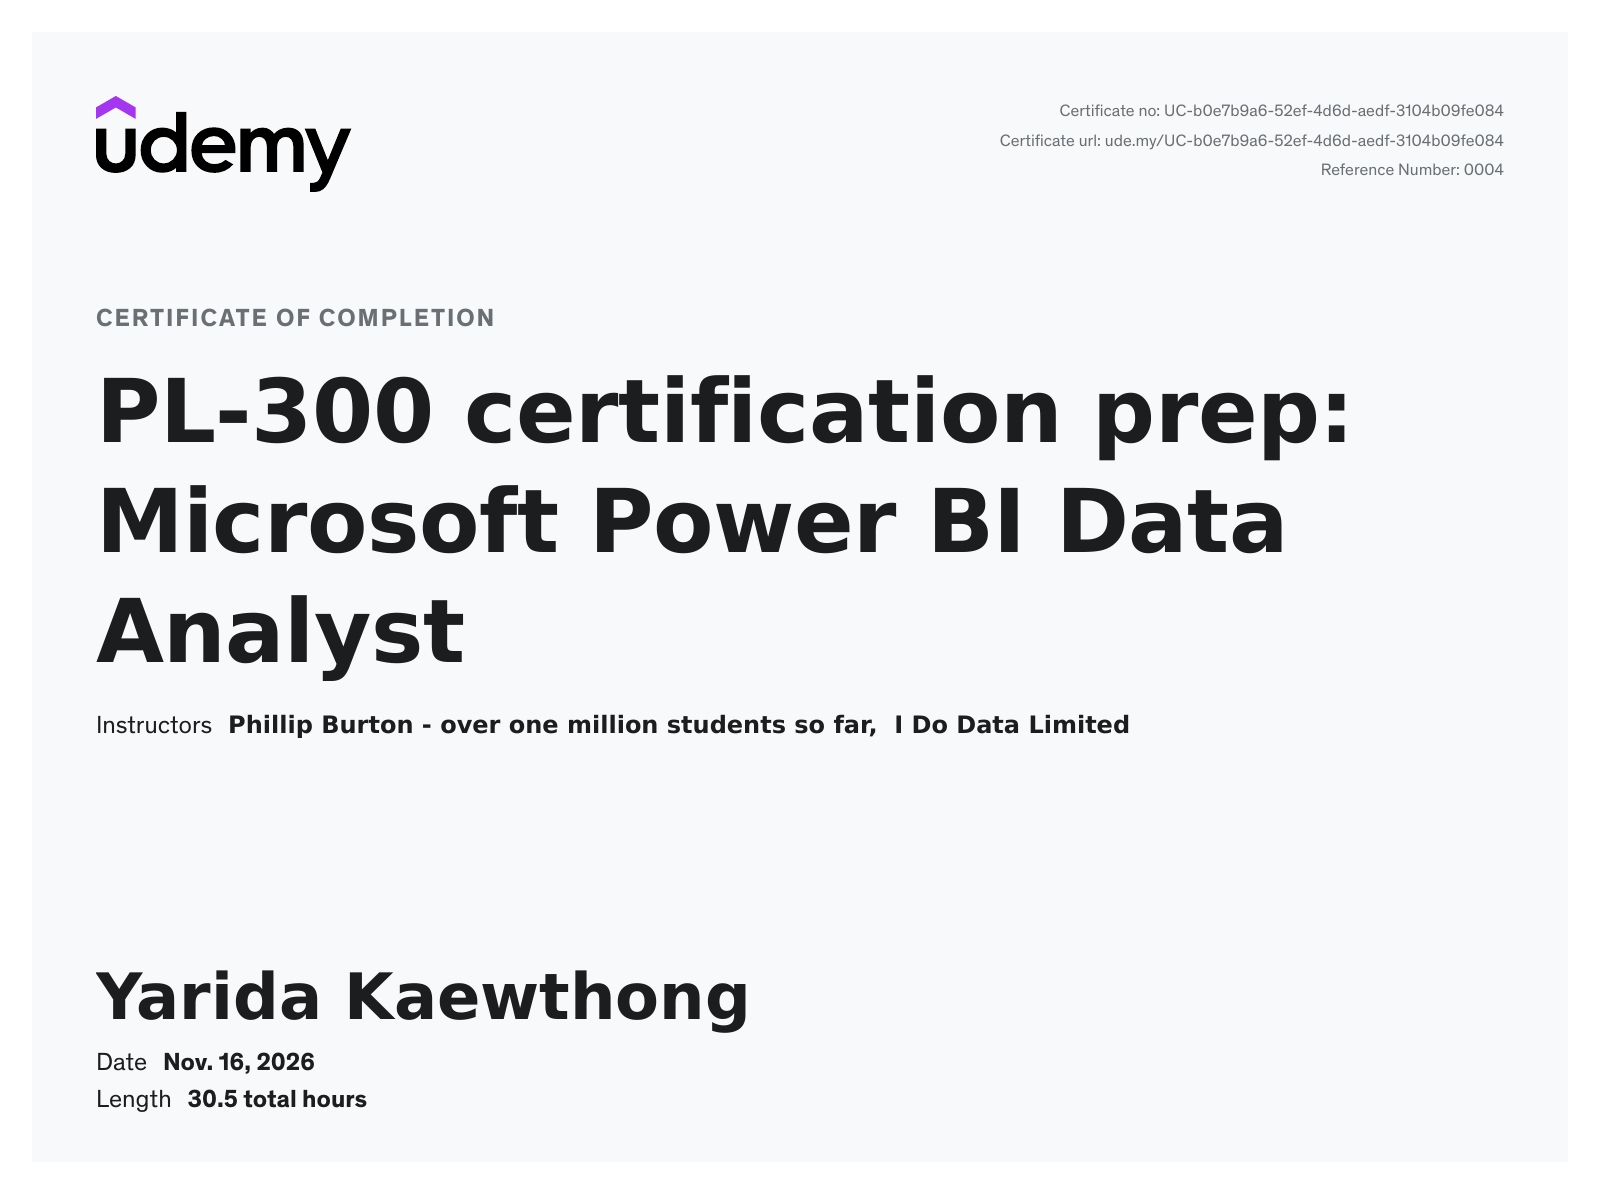 udemy
Certificate no: UC-b0e7b9a6-52ef-4d6d-aedf-3104b09fe084
Certificate url: ude.my/UC-b0e7b9a6-52ef-4d6d-aedf-3104b09fe084
Reference Number: 0004
CERTIFICATE OF COMPLETION
PL-300 certification prep:
Microsoft Power BI Data
Analyst
Instructors Phillip Burton - over one million students so far, I Do Data Limited
Yarida Kaewthong
Date Nov. 16, 2026
Length 30.5 total hours